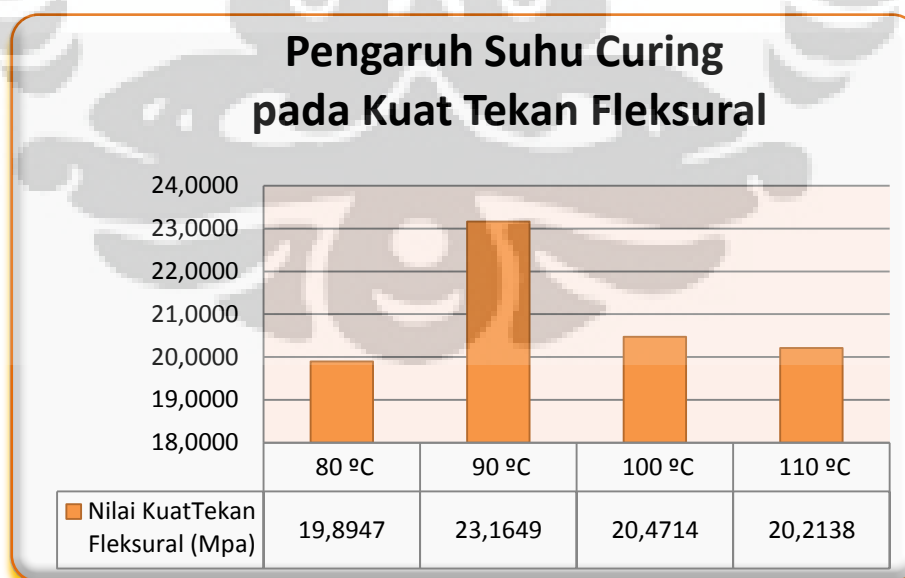 Pengaruh Suhu Curing
pada Kuat Tekan Fleksural
24,0000
23,0000
22,0000
21,0000
20,0000
19,0000
18,0000
80 ºC 90 ºC 100 ºC 110 ºC
Nilai KuatTekan
Fleksural (Mpa) 19,8947 23,1649 20,4714 20,2138